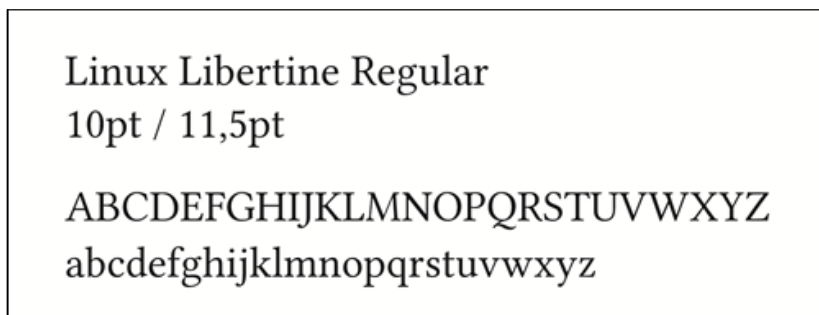 Linux Libertine Regular
10pt / 11,5pt
ABCDEFGHIJKLMNOPQRSTUVWXYZ
abcdefghijklmnopqrstuvwxyz